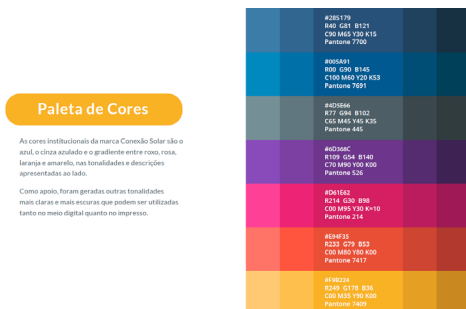 Paleta de Cores
As cores institucionais da marca Conexão Solar são o
azul, o cinza azulado e o gradiente entre roxo, rosa,
laranja e amarelo, nas tonalidades e descrições
apresentadas ao lado.
Como apoio, foram geradas outras tonalidades
mais claras e mais escuras que podem ser utilizadas
tanto no meio digital quanto no impresso.
#285179
R40 G81 B121
C90 M65 Y30 K15
Pantone 7700
#005A91
R00 G90 B145
C100 M60 Y20 K53
Pantone 7691
#4D5E66
R77 G94 B102
C65 M45 Y45 K35
Pantone 445
#6D368C
R109 G54 B140
C70 M90 Y00 K00
Pantone 526
#D61E62
R214 G30 B98
C00 M95 Y30 K=10
Pantone 214
#E94F35
R233 G79 B53
C00 M80 Y80 K00
Pantone 7417
#F9B224
R249 G178 B36
C00 M35 Y90 K00
Pantone 7409